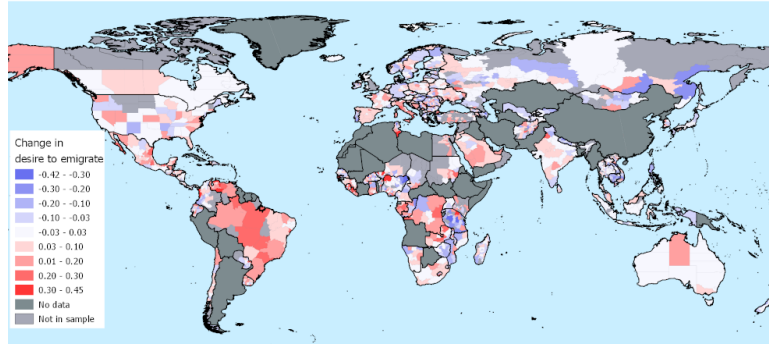 Change in
desire to emigrate
-0.42 - -0.30
-0.30 - -0.20
-0.20 - -0.10
-0.10 - -0.03
-0.03 - 0.03
0.03 - 0.10
0.01 - 0.20
0.20 - 0.30
0.30 - 0.45
No data
Not in sample